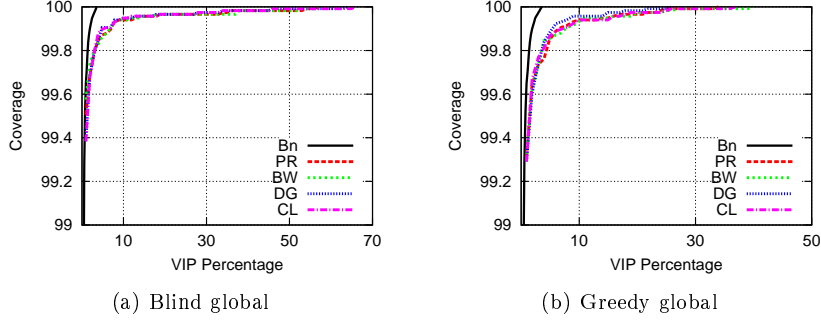 100
99.8
99.6
99.4
99.2
99
Coverage
10
30
50
70
VIP Percentage
Bn
PR
BW
DG
CL
(a) Blind global
100
99.8
99.6
99.4
99.2
99
Coverage
10
30
50
VIP Percentage
Bn
PR
BW
DG
CL
(b) Greedy global